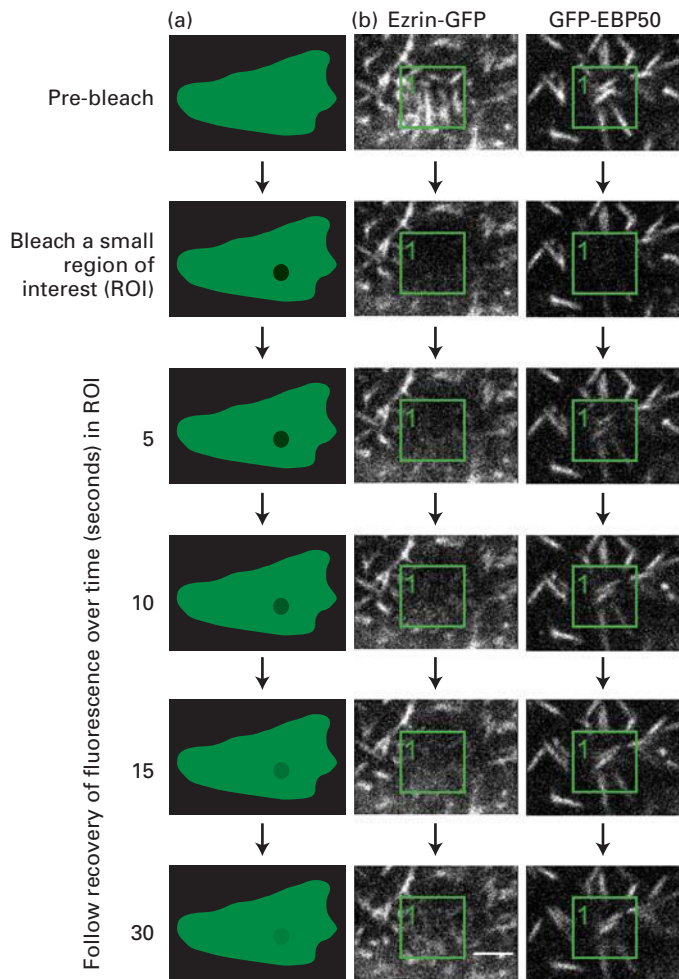 (a)
(b) Ezrin-GFP
GFP-EBP50
Pre-bleach
1
1
Bleach a small
region of
interest (ROI)
1
1
Follow recovery of fluorescence over time (seconds) in ROI
5
1
1
10
1
1
15
1
1
30
1
1